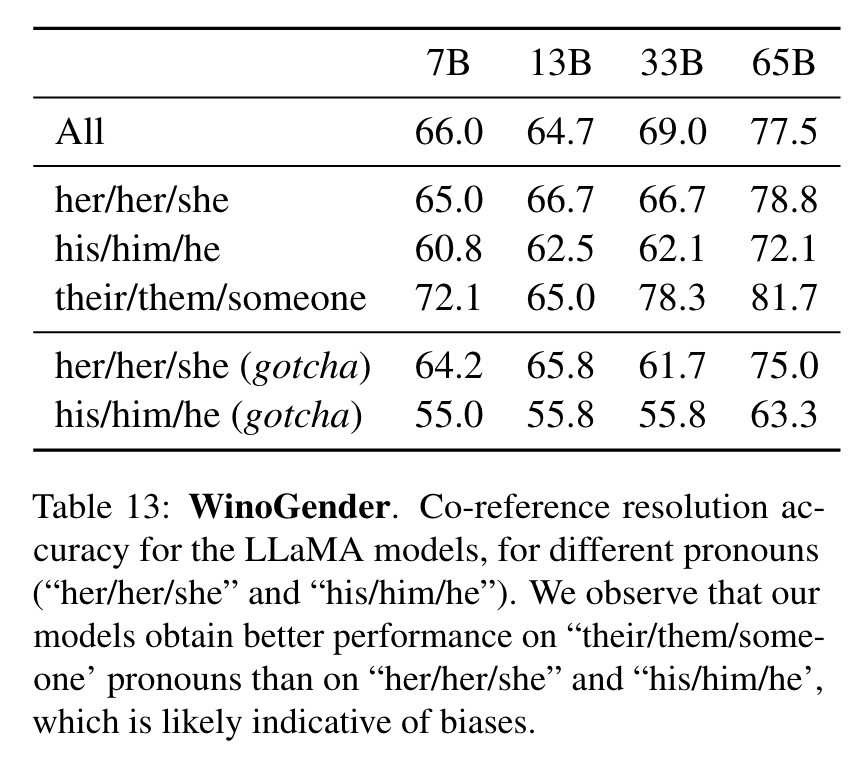 7B 13B 33B 65B
All 66.0 64.7 69.0 77.5
her/her/she 65.0 66.7 66.7 78.8
his/him/he 60.8 62.5 62.1 72.1
their/them/someone 72.1 65.0 78.3 81.7
her/her/she (gotcha) 64.2 65.8 61.7 75.0
his/him/he (gotcha) 55.0 55.8 55.8 63.3
Table 13: WinoGender. Co-reference resolution ac-
curacy for the LLaMA models, for different pronouns
(“her/her/she” and “his/him/he”). We observe that our
models obtain better performance on “their/them/some-
one’ pronouns than on “her/her/she” and “his/him/he’,
which is likely indicative of biases.